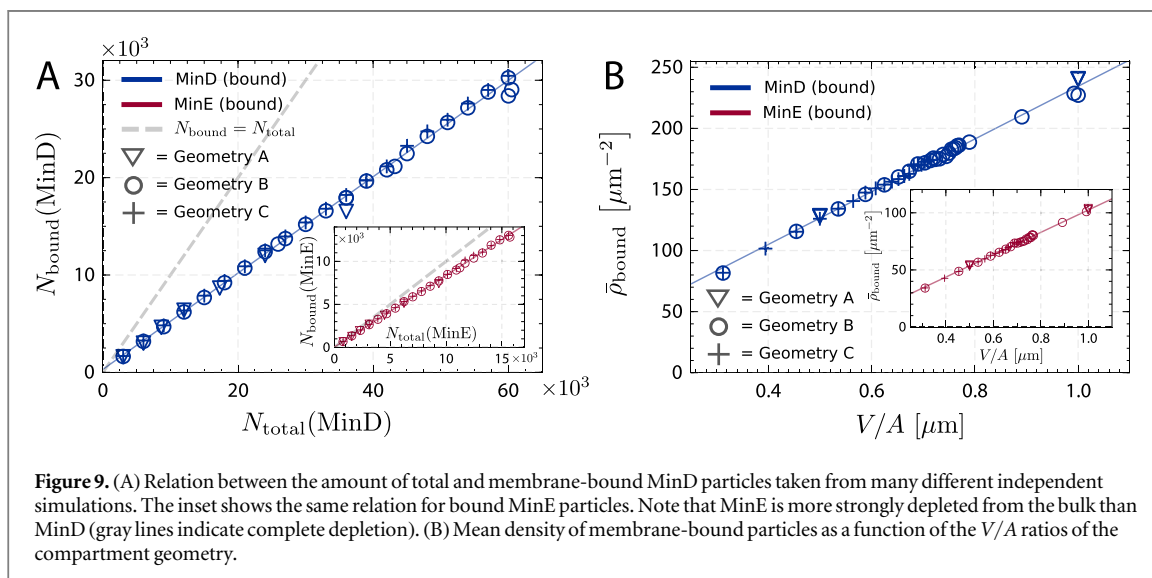 A
×10³
30
20
10
0
N_bound(MinD)
MinD (bound)
MinE (bound)
N_bound = N_total
= Geometry A
= Geometry B
= Geometry C
0 20 40 60 ×10³
N_total(MinD)
×10³
10
5
0
N_bound(MinE)
N_total(MinE)
0 5 10 15 ×10³
B
250
200
150
100
50
0
ρ̄_bound [μm⁻²]
MinD (bound)
MinE (bound)
= Geometry A
= Geometry B
= Geometry C
0.4 0.6 0.8 1.0
V/A [μm]
100
50
0
ρ̄_bound [μm⁻²]
0.4 0.6 0.8 1.0
V/A [μm]
Figure 9. (A) Relation between the amount of total and membrane-bound MinD particles taken from many different independent
simulations. The inset shows the same relation for bound MinE particles. Note that MinE is more strongly depleted from the bulk than
MinD (gray lines indicate complete depletion). (B) Mean density of membrane-bound particles as a function of the V/A ratios of the
compartment geometry.